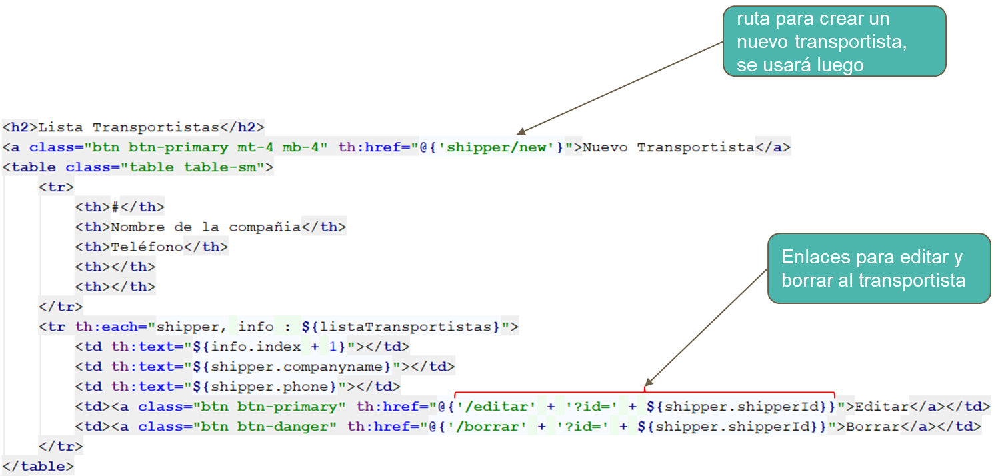 ruta para crear un
nuevo transportista,
se usará luego
<h2>Lista Transportistas</h2>
<a class="btn btn-primary mt-4 mb-4" th:href="@{'shipper/new'}">Nuevo Transportista</a>
<table class="table table-sm">
<tr>
<th>#</th>
<th>Nombre de la compañia</th>
<th>Teléfono</th>
<th></th>
<th></th>
</tr>
Enlaces para editar y
borrar al transportista
<tr th:each="shipper, info : ${listaTransportistas}">
<td th:text="${info.index + 1}"></td>
<td th:text="${shipper.companyname}"></td>
<td th:text="${shipper.phone}"></td>
<td><a class="btn btn-primary" th:href="@{'/editar' + '?id=' + ${shipper.shipperId}}">Editar</a></td>
<td><a class="btn btn-danger" th:href="@{'/borrar' + '?id=' + ${shipper.shipperId}}">Borrar</a></td>
</tr>
</table>